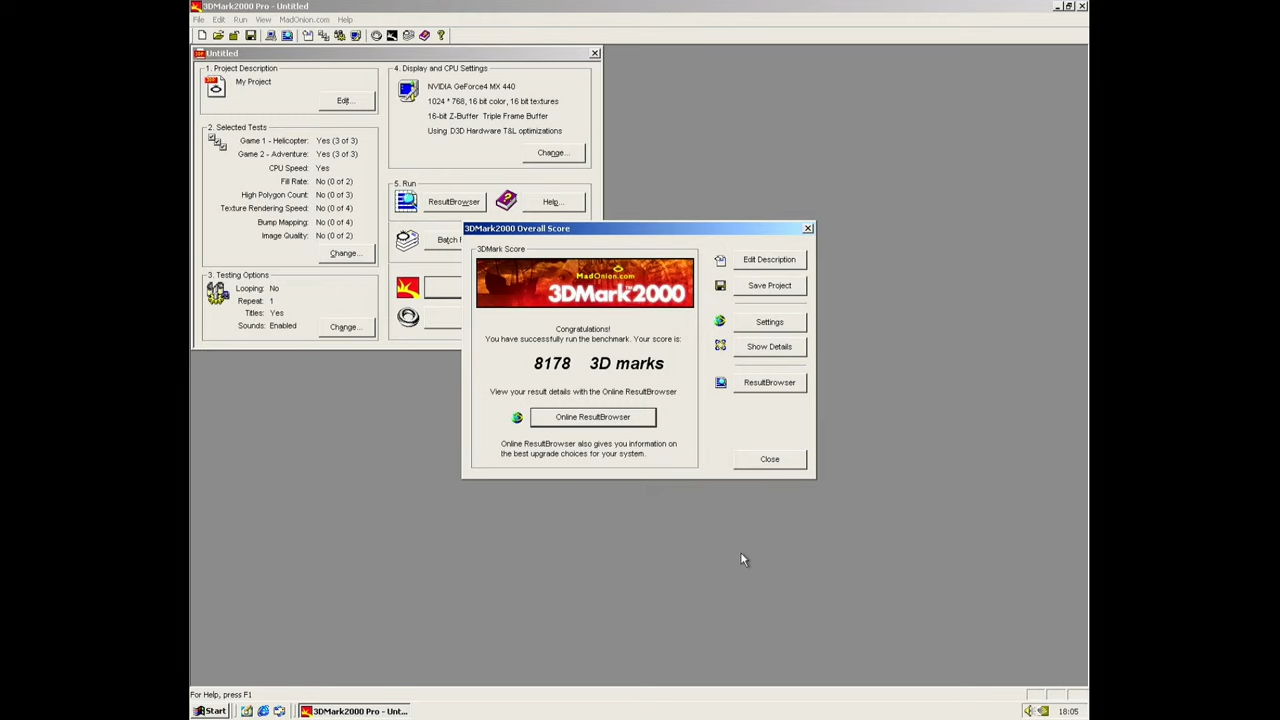 3DMark2000 Pro - Untitled
File Edit Run View MadOnion.com Help
Untitled
1. Project Description
My Project
Edit...
2. Selected Tests
Game 1 - Helicopter: Yes (3 of 3)
Game 2 - Adventure: Yes (3 of 3)
CPU Speed: Yes
Fill Rate: No (0 of 2)
High Polygon Count: No (0 of 3)
Texture Rendering Speed: No (0 of 4)
Bump Mapping: No (0 of 4)
Image Quality: No (0 of 2)
Change...
3. Testing Options
Looping: No
Repeat: 1
Titles: Yes
Sounds: Enabled
Change...
4. Display and CPU Settings
NVIDIA GeForce4 MX 440
1024 * 768, 16 bit color, 16 bit textures
16-bit Z-Buffer Triple Frame Buffer
Using D3D Hardware T&L optimizations
Change...
5. Run
ResultBrowser
Help...
Batch
3DMark2000 Overall Score
3DMark Score
MadOnion.com
3DMark2000
Congratulations!
You have successfully run the benchmark. Your score is:
8178 3D marks
View your result details with the Online ResultBrowser
Online ResultBrowser
Online ResultBrowser also gives you information on
the best upgrade choices for your system.
Edit Description
Save Project
Settings
Show Details
ResultBrowser
Close
For Help, press F1
Start
3DMark2000 Pro - Unt...
18:05